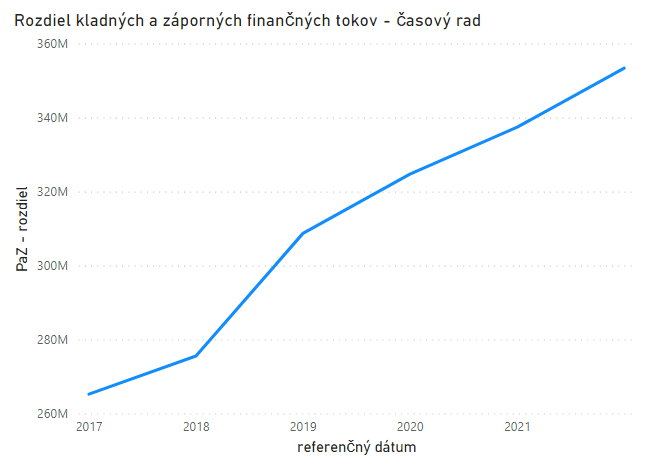 Rozdiel kladných a záporných finančných tokov - časový rad
360M
340M
320M
300M
280M
260M
PaZ - rozdiel
2017 2018 2019 2020 2021
referenčný dátum